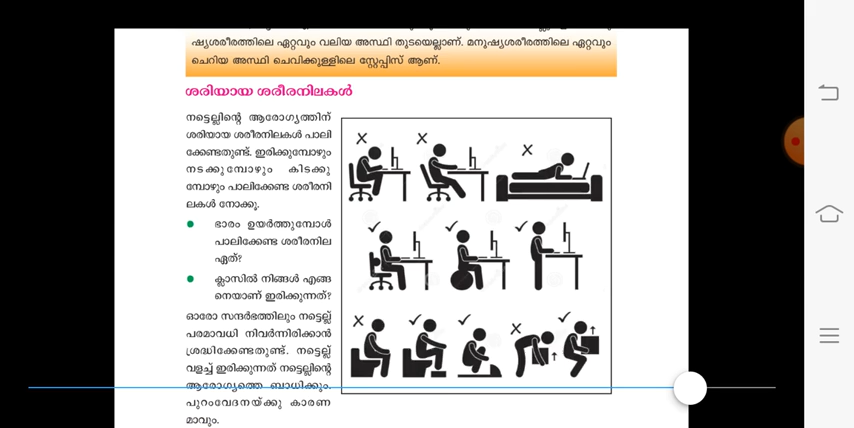 ഷ്യശരീരത്തിലെ ഏറ്റവും വലിയ അസ്ഥി തുടയെല്ലാണ്. മനുഷ്യശരീരത്തിലെ ഏറ്റവും
ചെറിയ അസ്ഥി ചെവിക്കുള്ളിലെ സ്റ്റേപ്പിസ് ആണ്.
ശരിയായ ശരീരനിലകൾ
നട്ടെല്ലിന്റെ ആരോഗ്യത്തിന്
ശരിയായ ശരീരനിലകൾ പാലി
ക്കേണ്ടതുണ്ട്. ഇരിക്കുമ്പോഴും
നടക്കുമ്പോഴും കിടക്കു
മ്പോഴും പാലിക്കേണ്ട ശരീരനി
ലകൾ നോക്കൂ.
● ഭാരം ഉയർത്തുമ്പോൾ
പാലിക്കേണ്ട ശരീരനില
ഏത്?
● ക്ലാസിൽ നിങ്ങൾ എങ്ങ
നെയാണ് ഇരിക്കുന്നത്?
ഓരോ സന്ദർഭത്തിലും നട്ടെല്ല്
പരമാവധി നിവർന്നിരിക്കാൻ
ശ്രദ്ധിക്കേണ്ടതുണ്ട്. നട്ടെല്ല്
വളച്ച് ഇരിക്കുന്നത് നട്ടെല്ലിന്റെ
ആരോഗ്യത്തെ ബാധിക്കും.
പുറംവേദനയ്ക്കു കാരണ
മാവും.